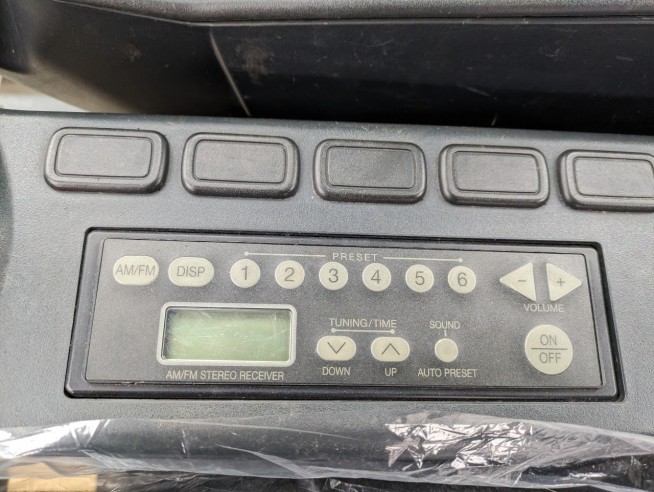 PRESET
AM/FM DISP 1 2 3 4 5 6 - +
VOLUME
TUNING/TIME SOUND
ON
OFF
DOWN UP AUTO PRESET
AM/FM STEREO RECEIVER